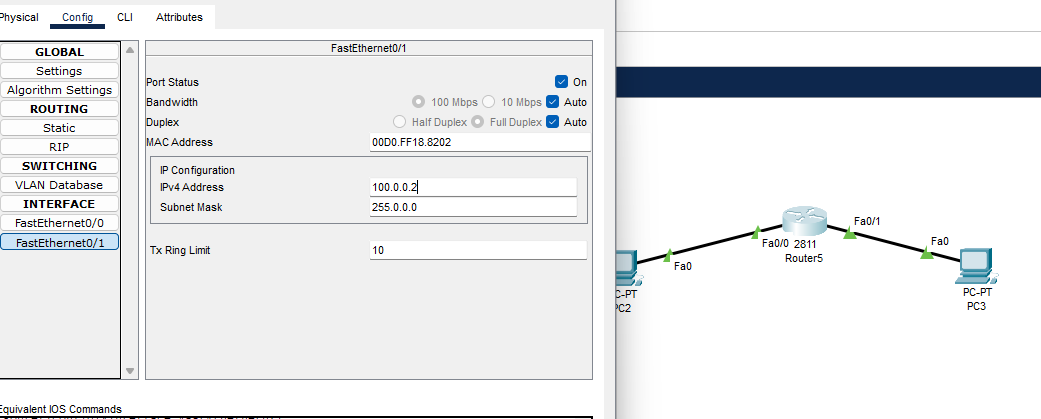 Physical Config CLI Attributes
GLOBAL
Settings
Algorithm Settings
ROUTING
Static
RIP
SWITCHING
VLAN Database
INTERFACE
FastEthernet0/0
FastEthernet0/1
FastEthernet0/1
Port Status On
Bandwidth 100 Mbps 10 Mbps Auto
Duplex Half Duplex Full Duplex Auto
MAC Address 00D0.FF18.8202
IP Configuration
IPv4 Address 100.0.0.2
Subnet Mask 255.0.0.0
Tx Ring Limit 10
Equivalent IOS Commands
Fa0
C-PT
PC2
Fa0/0
2811
Router5
Fa0/1
Fa0
PC-PT
PC3